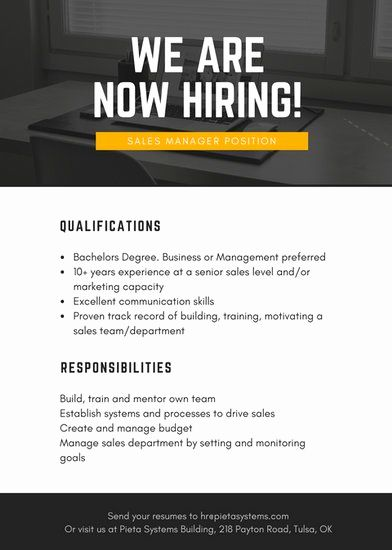 WE ARE
NOW HIRING!
SALES MANAGER POSITION
QUALIFICATIONS
• Bachelors Degree. Business or Management preferred
• 10+ years experience at a senior sales level and/or
marketing capacity
• Excellent communication skills
• Proven track record of building, training, motivating a
sales team/department
RESPONSIBILITIES
Build, train and mentor own team
Establish systems and processes to drive sales
Create and manage budget
Manage sales department by setting and monitoring
goals
Send your resumes to hr@pietasystems.com
Or visit us at Pieta Systems Building, 218 Payton Road, Tulsa, OK